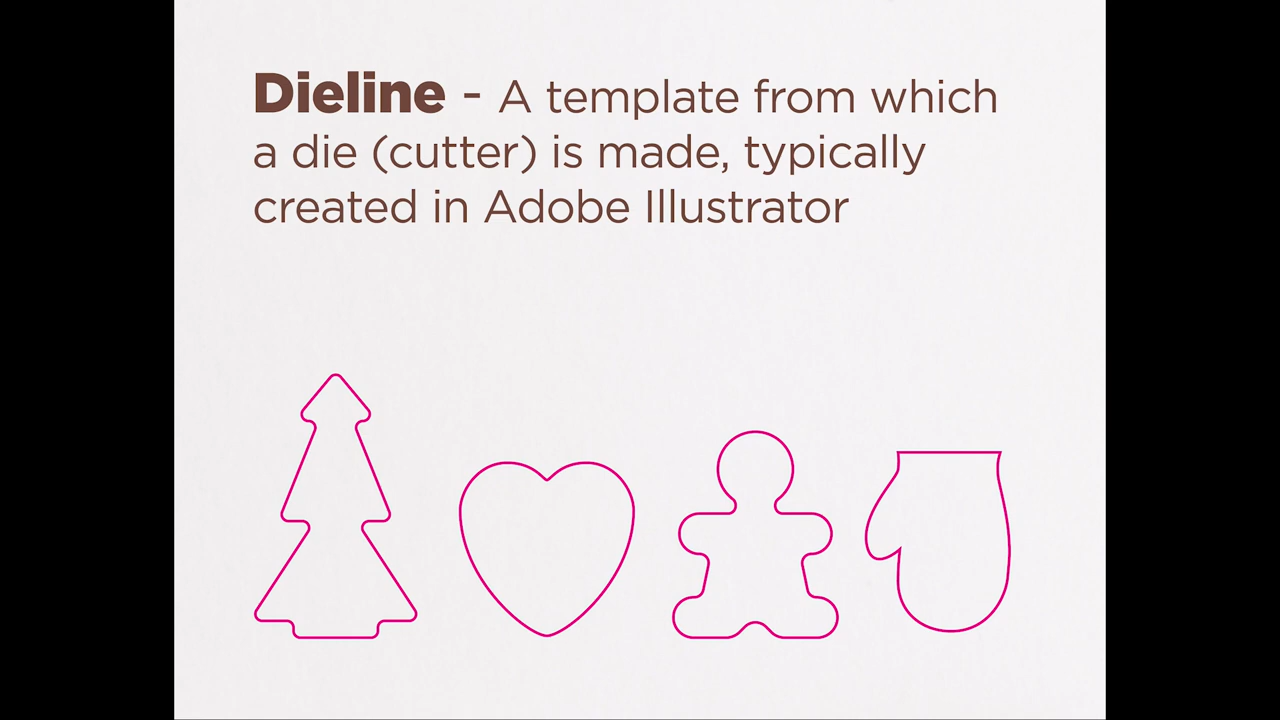 Dieline - A template from which
a die (cutter) is made, typically
created in Adobe Illustrator